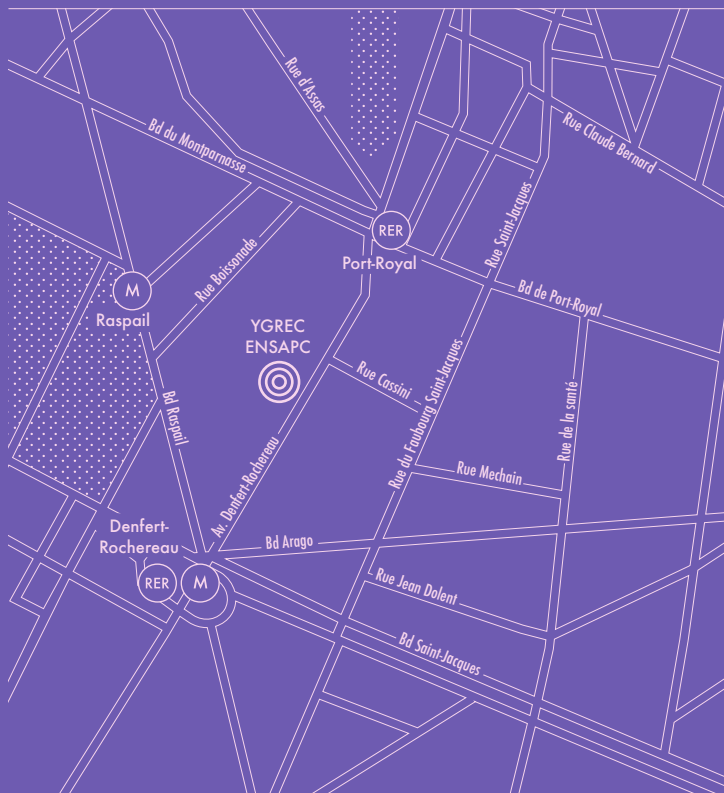 Rue d'Assas
Bd du Montparnasse
Rue Claude Bernard
RER
Port-Royal
Rue Saint-Jacques
Rue Boissonade
M
Raspail
Bd de Port-Royal
YGREC
ENSAPC
Rue Cassini
Rue du Faubourg Saint-Jacques
Rue de la santé
Bd Raspail
Av. Denfert-Rochereau
Rue Mechain
Denfert-
Rochereau
Bd Arago
RER
M
Rue Jean Dolent
Bd Saint-Jacques